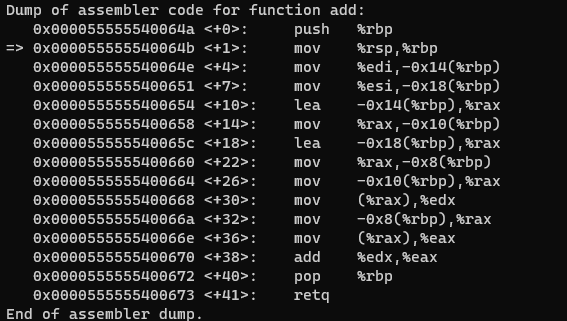 Dump of assembler code for function add:
   0x000055555540064a <+0>:     push   %rbp
=> 0x000055555540064b <+1>:     mov    %rsp,%rbp
   0x000055555540064e <+4>:     mov    %edi,-0x14(%rbp)
   0x0000555555400651 <+7>:     mov    %esi,-0x18(%rbp)
   0x0000555555400654 <+10>:    lea    -0x14(%rbp),%rax
   0x0000555555400658 <+14>:    mov    %rax,-0x10(%rbp)
   0x000055555540065c <+18>:    lea    -0x18(%rbp),%rax
   0x0000555555400660 <+22>:    mov    %rax,-0x8(%rbp)
   0x0000555555400664 <+26>:    mov    -0x10(%rbp),%rax
   0x0000555555400668 <+30>:    mov    (%rax),%edx
   0x000055555540066a <+32>:    mov    -0x8(%rbp),%rax
   0x000055555540066e <+36>:    mov    (%rax),%eax
   0x0000555555400670 <+38>:    add    %edx,%eax
   0x0000555555400672 <+40>:    pop    %rbp
   0x0000555555400673 <+41>:    retq
End of assembler dump.